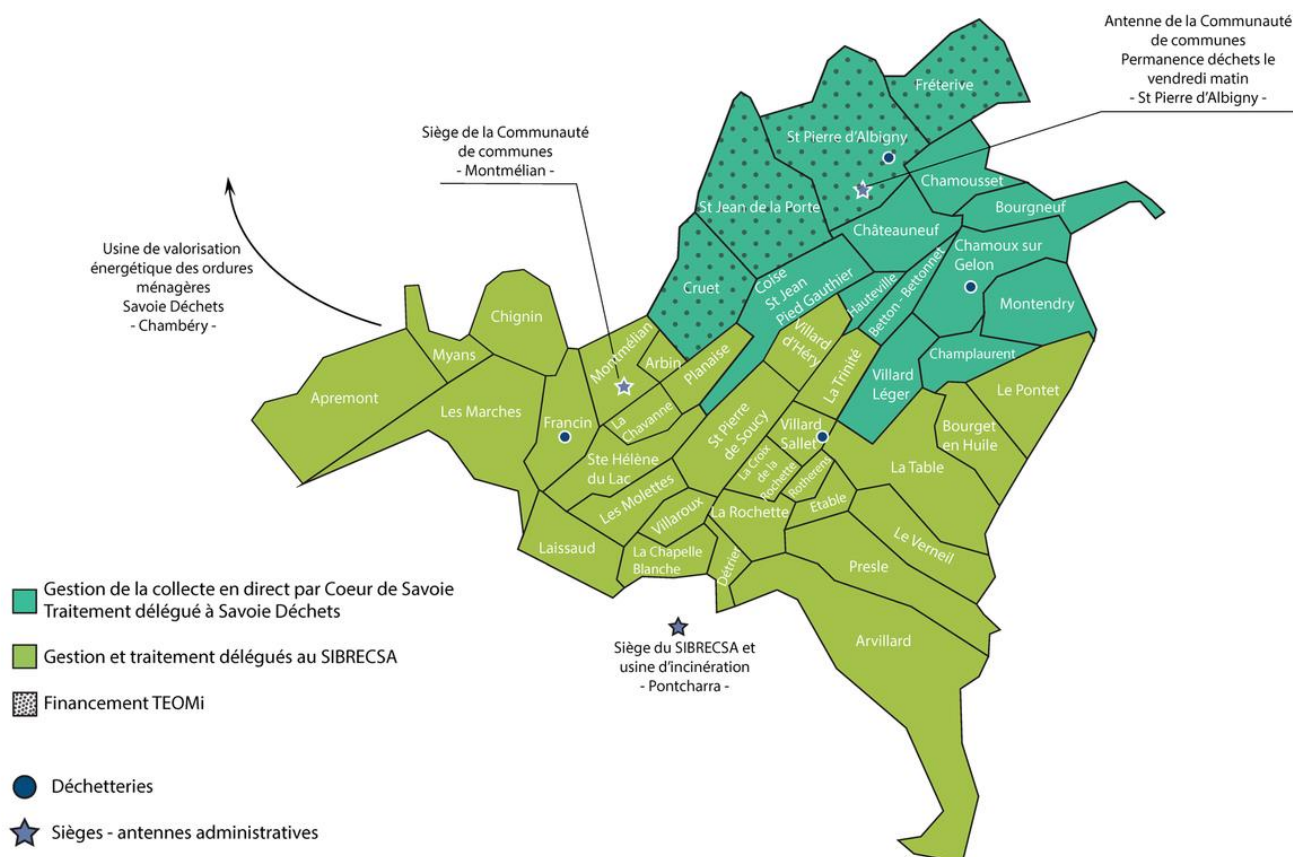 Antenne de la Communauté
de communes
Permanence déchets le
vendredi matin
- St Pierre d'Albigny -
Siège de la Communauté
de communes
- Montmélian -
Usine de valorisation
énergétique des ordures
ménagères
Savoie Déchets
- Chambéry -
Fréterive
St Pierre d'Albigny
Chamousset
Bourgneuf
St Jean de la Porte
Châteauneuf
Chamoux sur
Gelon
Cruet
Coise
St Jean
Pied Gauthier
Hauteville
Betton - Bettonnet
Montendry
Chignin
Myans
Montmélian
Arbin
Planaise
Villard
d'Héry
La Trinité
Villard
Léger
Champlaurent
Le Pontet
Apremont
Les Marches
Francin
La
Chavanne
St Pierre
de Soucy
Villard
Sallet
Bourget
en Huile
La Table
Ste Hélène
du Lac
La Croix
de la
Rochette
Rotherens
Les Molettes
Villaroux
La Rochette
Etable
Le Verneil
Laissaud
La Chapelle
Blanche
Détrier
Presle
Arvillard
Siège du SIBRECSA et
usine d'incinération
- Pontcharra -
Gestion de la collecte en direct par Coeur de Savoie
Traitement délégué à Savoie Déchets
Gestion et traitement délégués au SIBRECSA
Financement TEOMi
Déchetteries
Sièges - antennes administratives